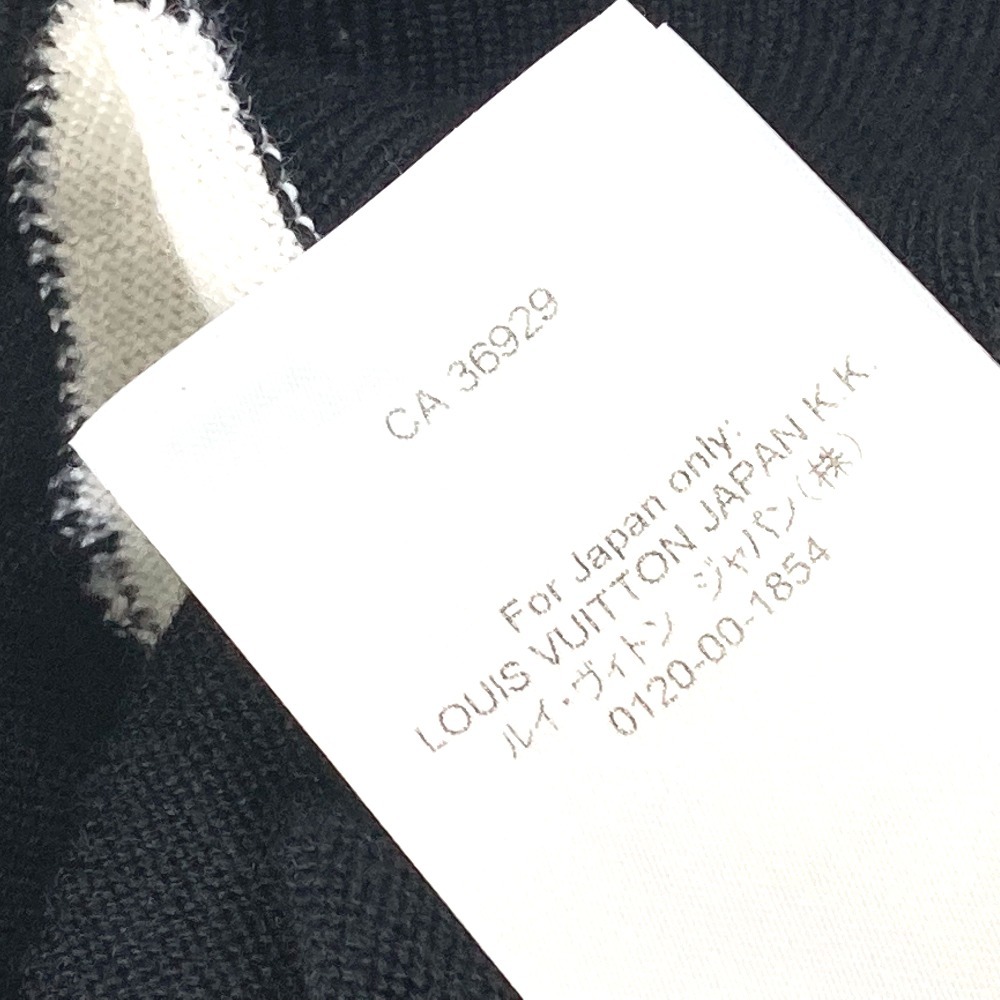 CA 36929
For Japan only:
LOUIS VUITTON JAPAN K.K.
ルイ・ヴィトン ジャパン(株)
0120-00-1854